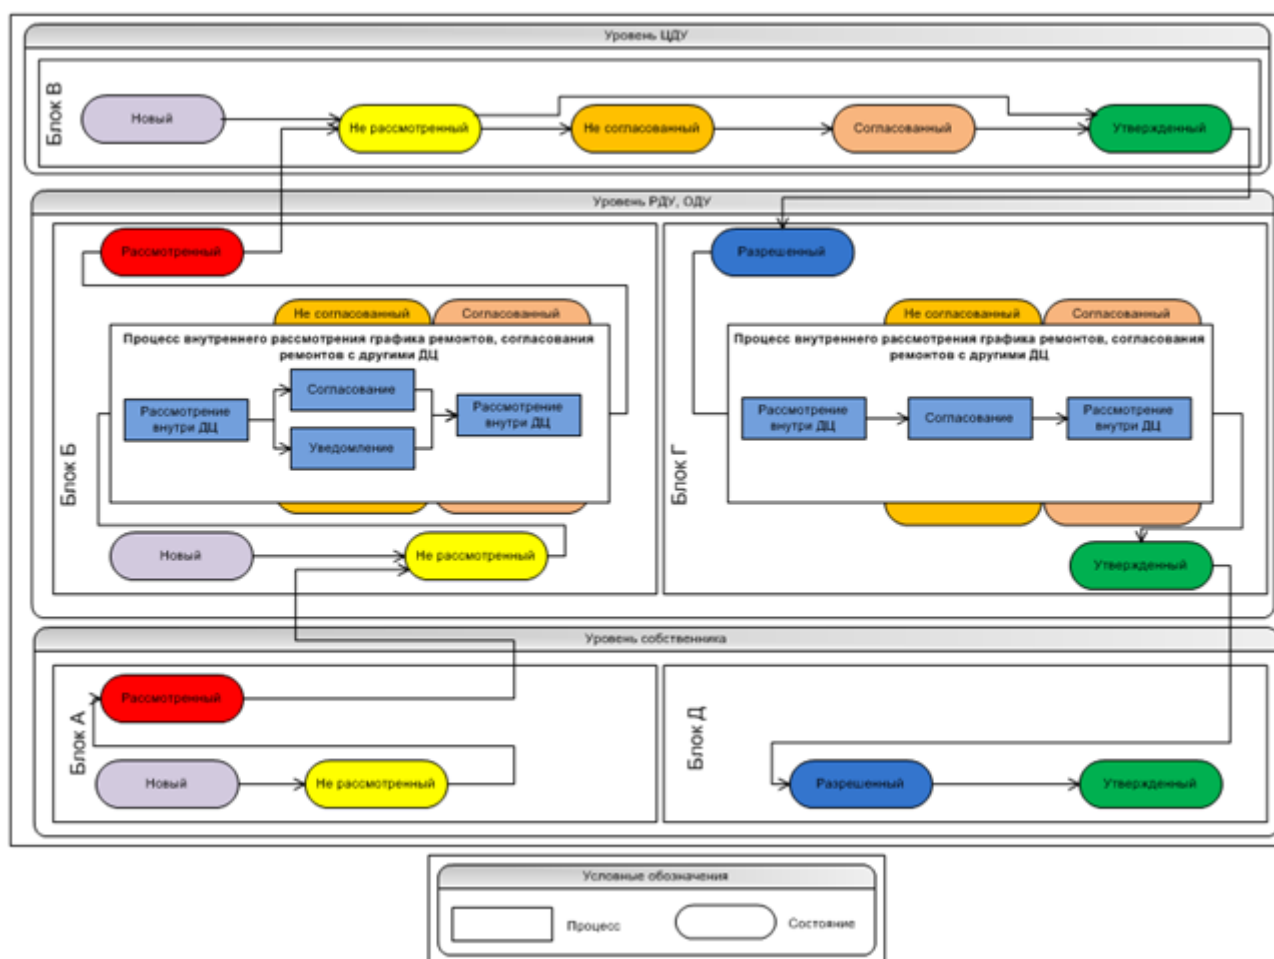 Уровень ЦДУ
Блок В
Новый
Не рассмотренный
Не согласованный
Согласованный
Утвержденный
Уровень РДУ, ОДУ
Блок Б
Рассмотренный
Не согласованный
Согласованный
Процесс внутреннего рассмотрения графика ремонтов, согласования
ремонтов с другими ДЦ
Рассмотрение
внутри ДЦ
Согласование
Уведомление
Рассмотрение
внутри ДЦ
Новый
Не рассмотренный
Блок Г
Разрешенный
Не согласованный
Согласованный
Процесс внутреннего рассмотрения графика ремонтов, согласования
ремонтов с другими ДЦ
Рассмотрение
внутри ДЦ
Согласование
Рассмотрение
внутри ДЦ
Утвержденный
Уровень собственника
Блок А
Рассмотренный
Новый
Не рассмотренный
Блок Д
Разрешенный
Утвержденный
Условные обозначения
Процесс
Состояние